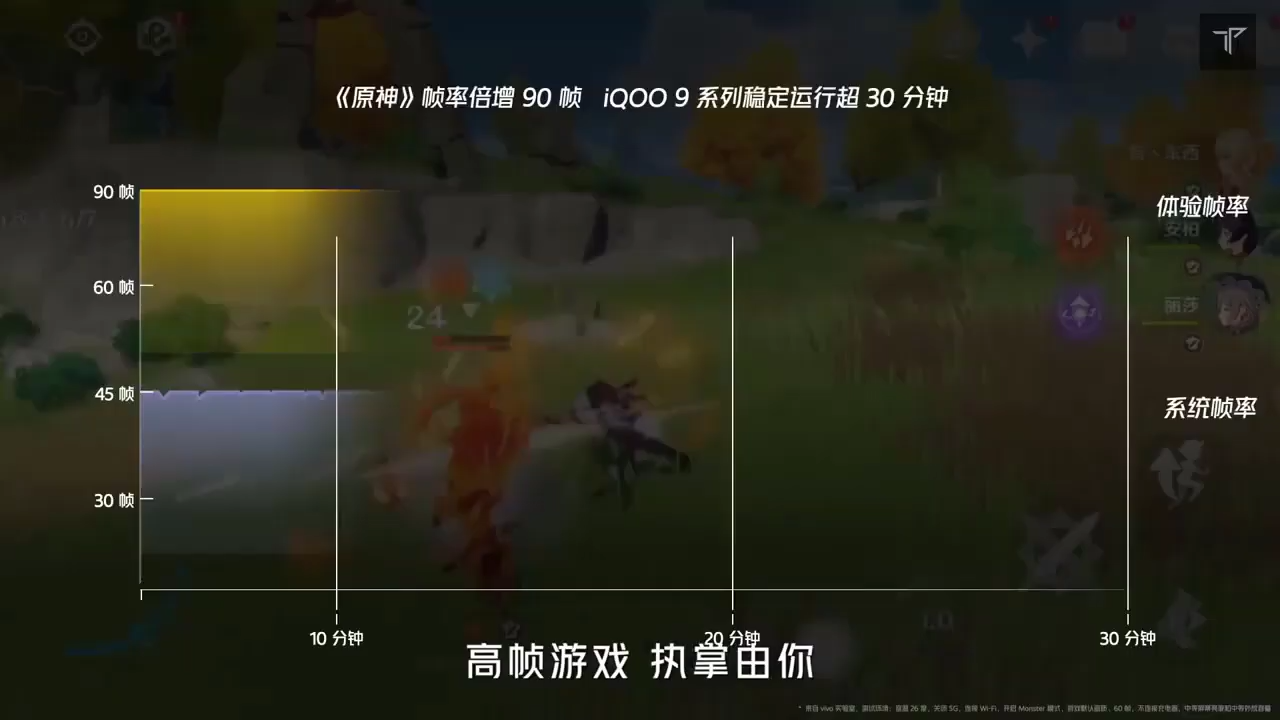 《原神》帧率倍增 90 帧 iQOO 9 系列稳定运行超 30 分钟
90 帧
体验帧率
安柏
60 帧
丽莎
24
45 帧
系统帧率
30 帧
10 分钟
20 分钟
30 分钟
高帧游戏 执掌由你